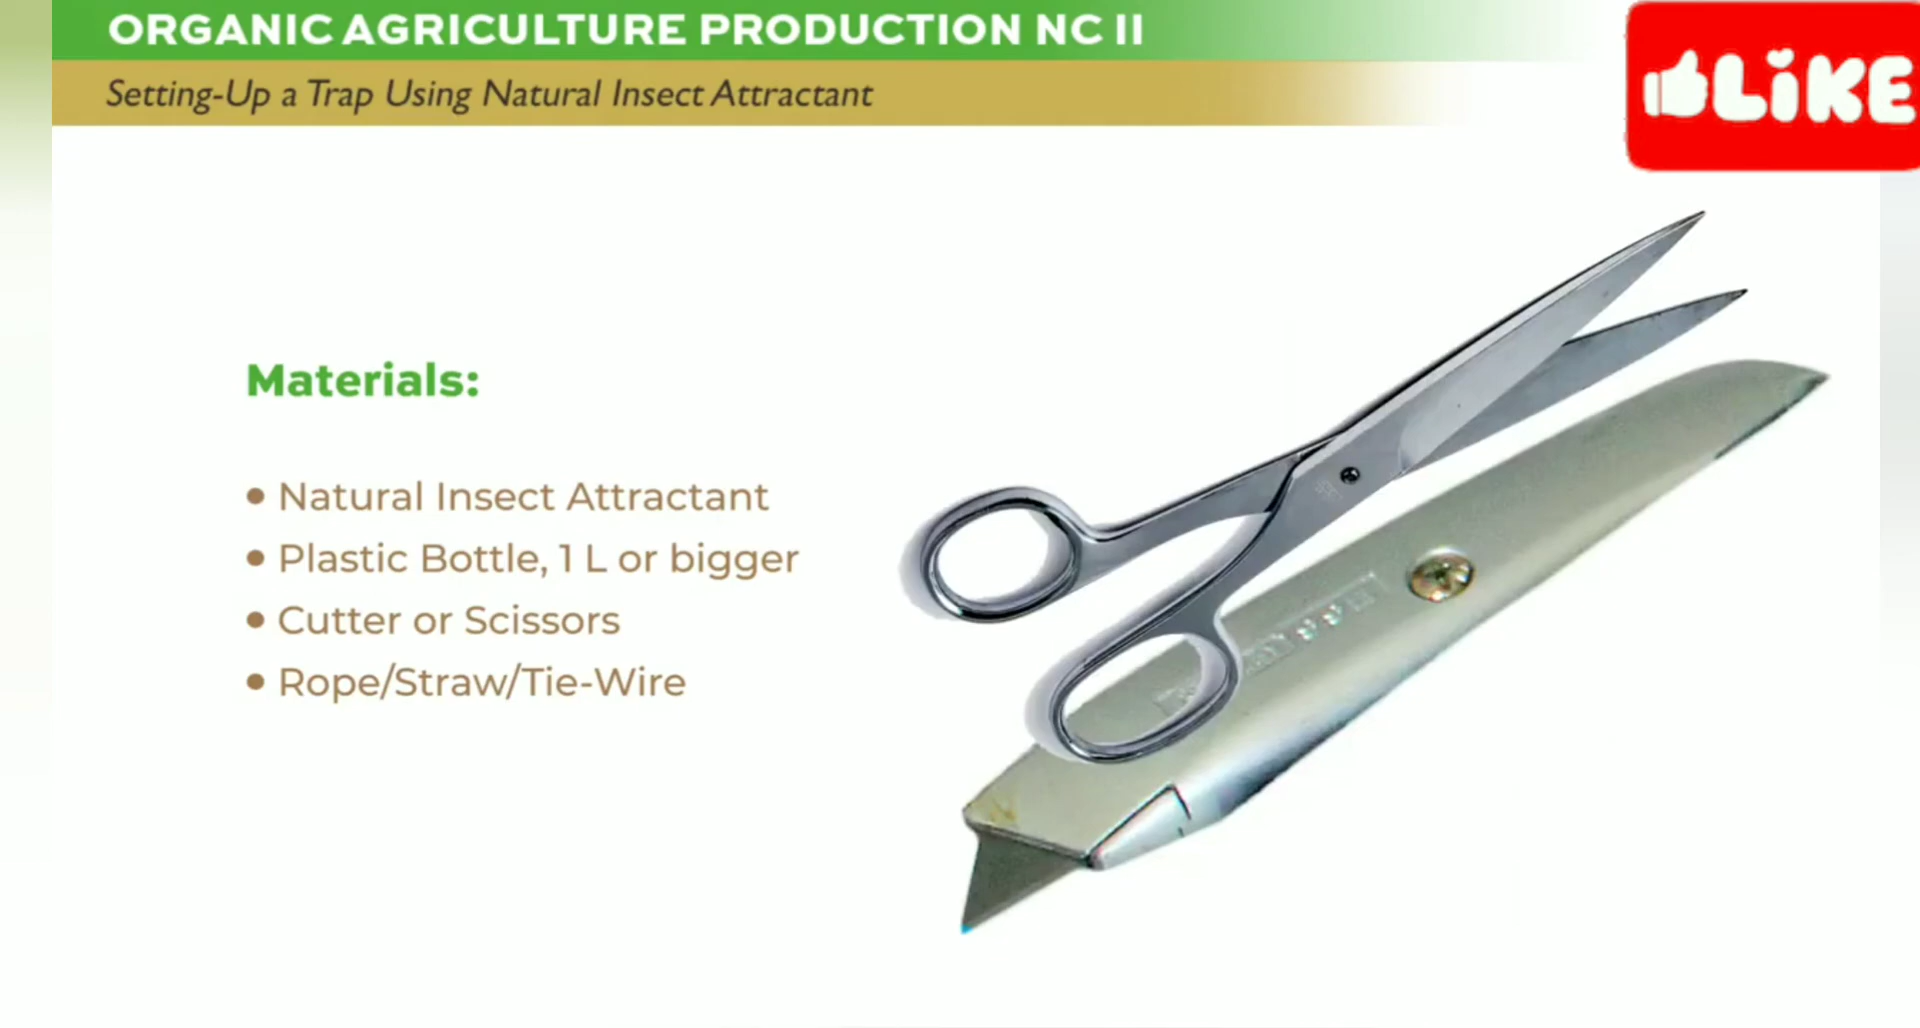 ORGANIC AGRICULTURE PRODUCTION NC II
Setting-Up a Trap Using Natural Insect Attractant
LiKE
Materials:
• Natural Insect Attractant
• Plastic Bottle, 1 L or bigger
• Cutter or Scissors
• Rope/Straw/Tie-Wire